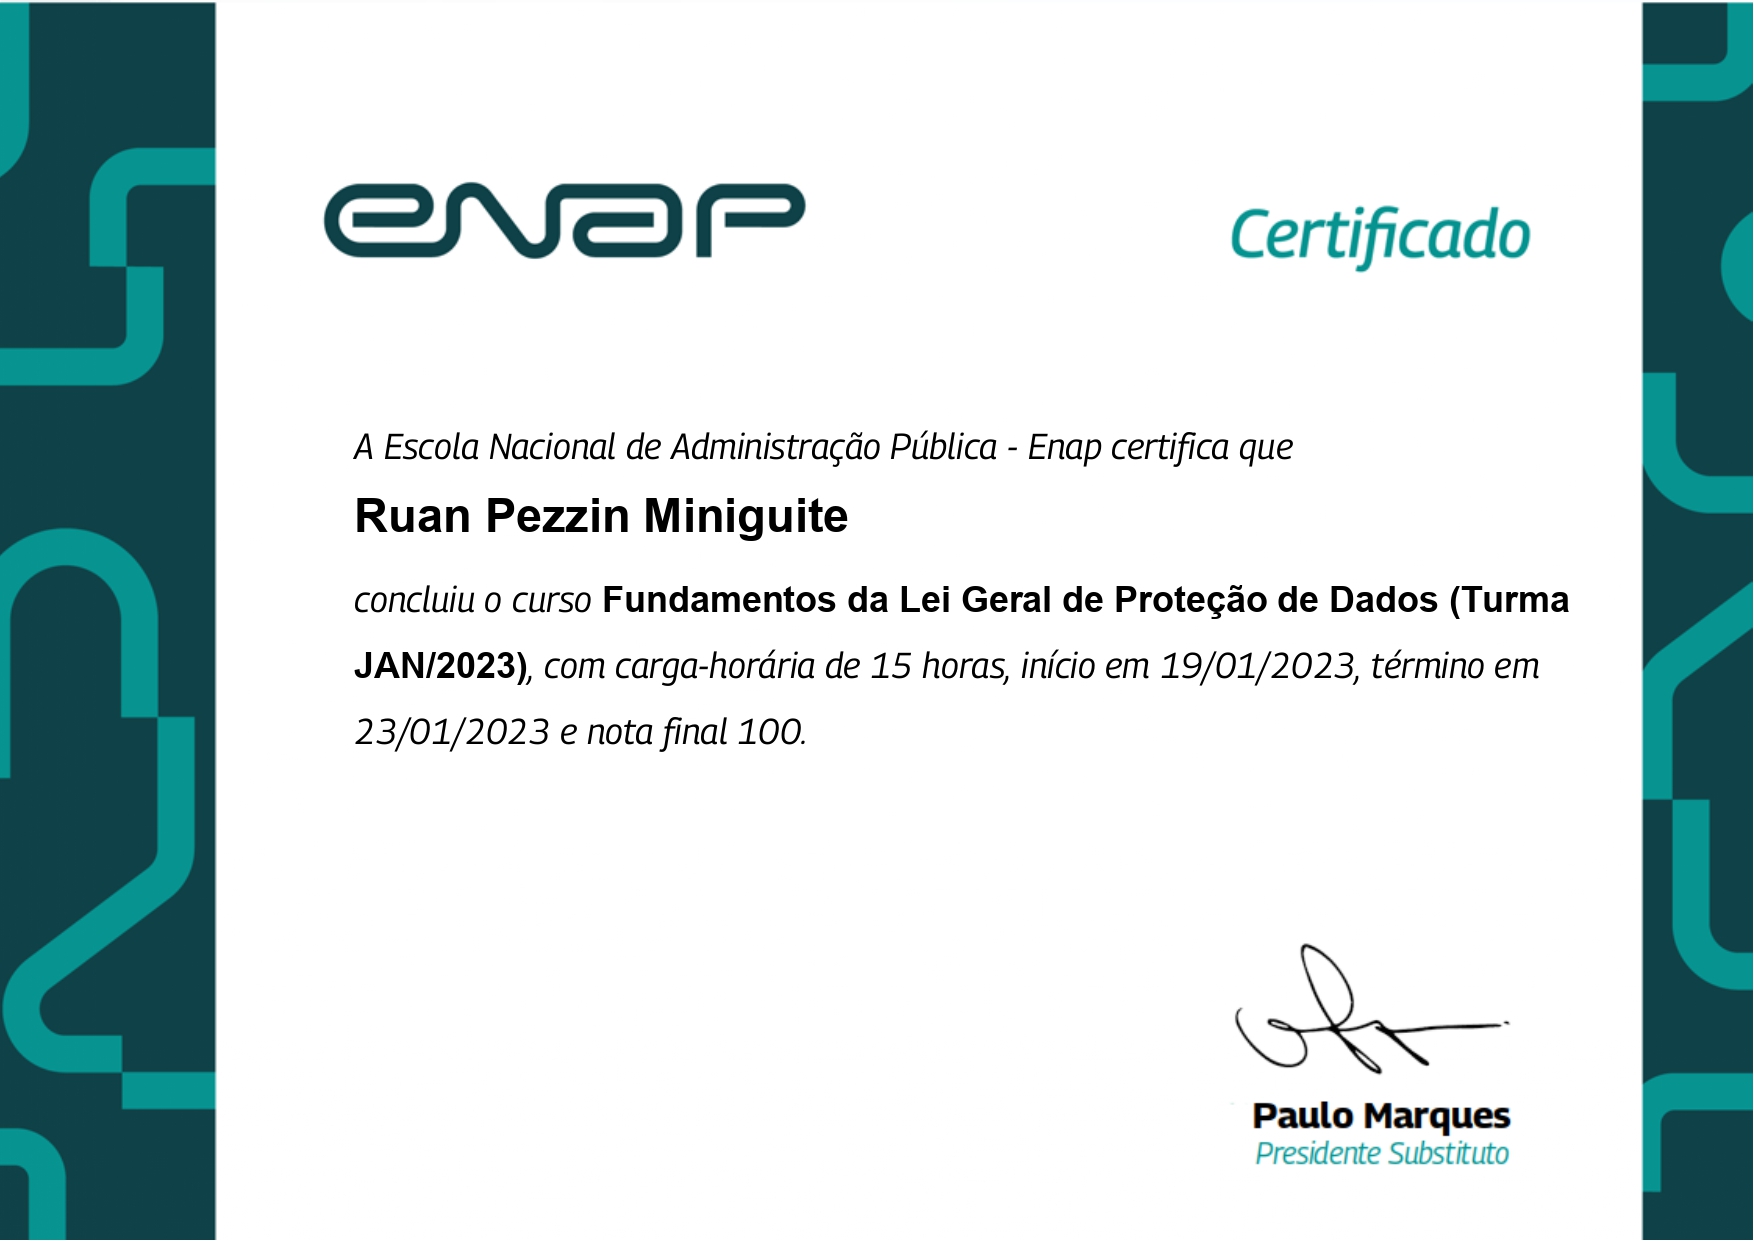 enap
Certificado
A Escola Nacional de Administração Pública - Enap certifica que
Ruan Pezzin Miniguite
concluiu o curso Fundamentos da Lei Geral de Proteção de Dados (Turma
JAN/2023), com carga-horária de 15 horas, início em 19/01/2023, término em
23/01/2023 e nota final 100.
Paulo Marques
Presidente Substituto